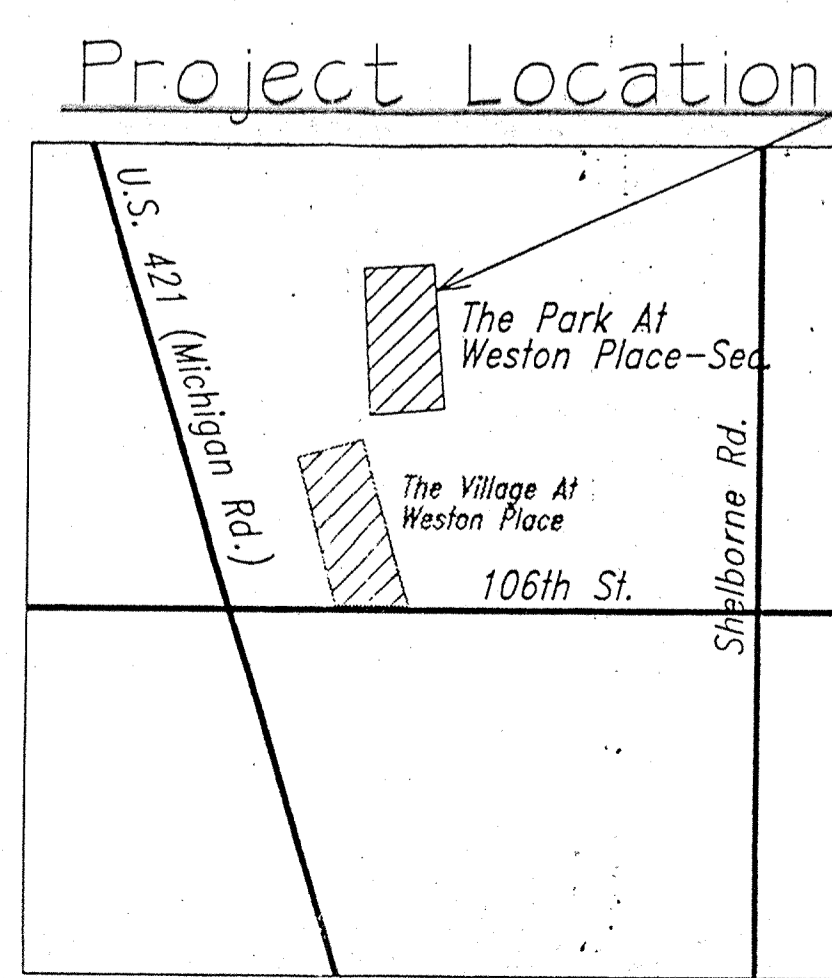 Project Location
U.S. 421 (Michigan Rd.)
The Park At
Weston Place-Sec.
The Village At
Weston Place
106th St.
Shelborne Rd.